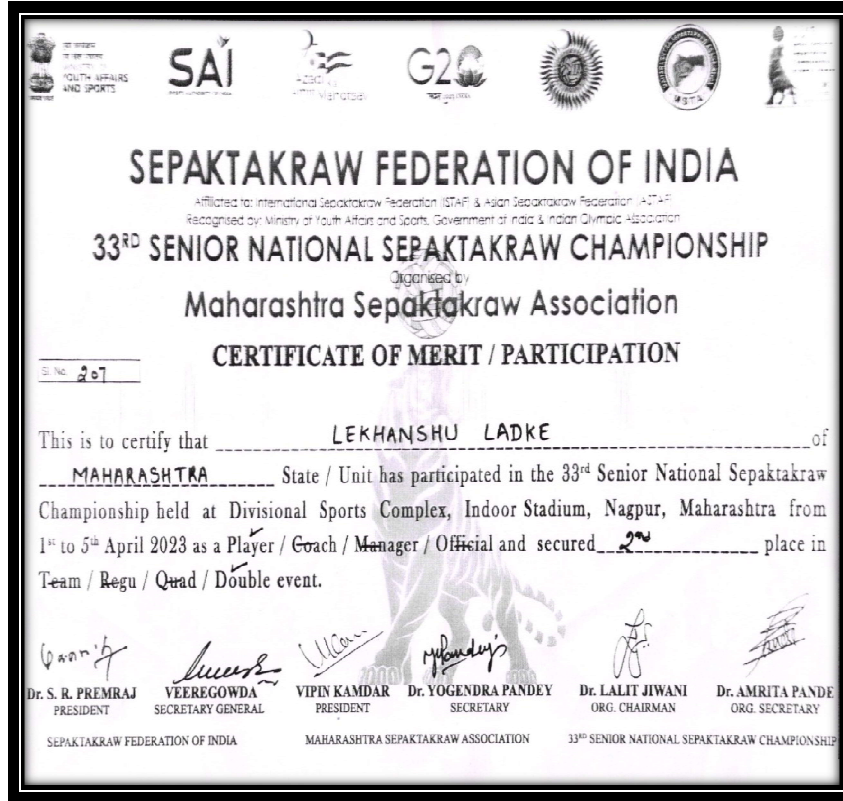 YOUTH AFFAIRS
AND SPORTS
SAI
G20
MSTA
SEPAKTAKRAW FEDERATION OF INDIA
Affiliated to: International Sepaktakraw Federation (ISTAF) & Asian Sepaktakraw Federation (ASTAF)
Recognised by: Ministry of Youth Affairs and Sports, Government of India & Indian Olympic Association
33RD SENIOR NATIONAL SEPAKTAKRAW CHAMPIONSHIP
Organised by
Maharashtra Sepaktakraw Association
CERTIFICATE OF MERIT / PARTICIPATION
Sl. No. 207
This is to certify that LEKHANSHU LADKE of
MAHARASHTRA State / Unit has participated in the 33rd Senior National Sepaktakraw
Championship held at Divisional Sports Complex, Indoor Stadium, Nagpur, Maharashtra from
1st to 5th April 2023 as a Player / Coach / Manager / Official and secured 2nd place in
Team / Regu / Quad / Double event.
Dr. S. R. PREMRAJ VEEREGOWDA VIPIN KAMDAR Dr. YOGENDRA PANDEY Dr. LALIT JIWANI Dr. AMRITA PANDE
PRESIDENT SECRETARY GENERAL PRESIDENT SECRETARY ORG. CHAIRMAN ORG. SECRETARY
SEPAKTAKRAW FEDERATION OF INDIA MAHARASHTRA SEPAKTAKRAW ASSOCIATION 33RD SENIOR NATIONAL SEPAKTAKRAW CHAMPIONSHIP